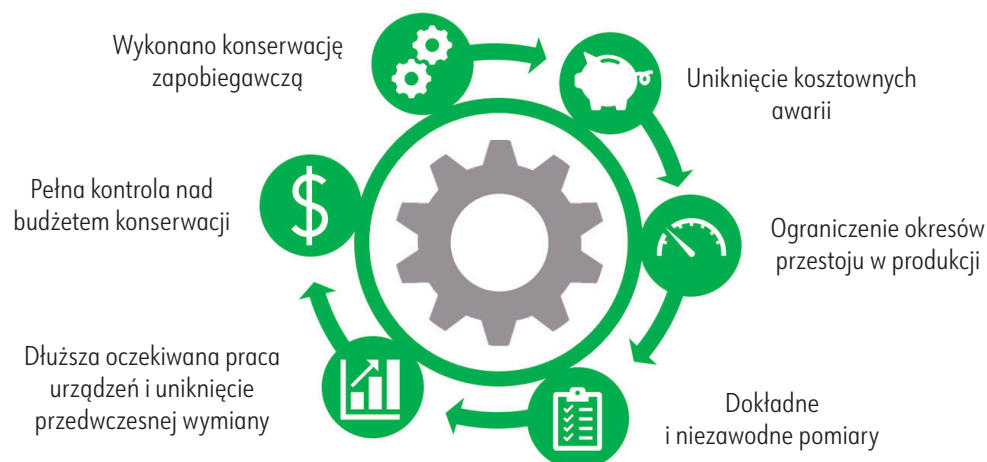 Wykonano konserwację
zapobiegawczą
Uniknięcie kosztownych
awarii
Ograniczenie okresów
przestoju w produkcji
Dokładne
i niezawodne pomiary
Dłuższa oczekiwana praca
urządzeń i uniknięcie
przedwczesnej wymiany
Pełna kontrola nad
budżetem konserwacji
$